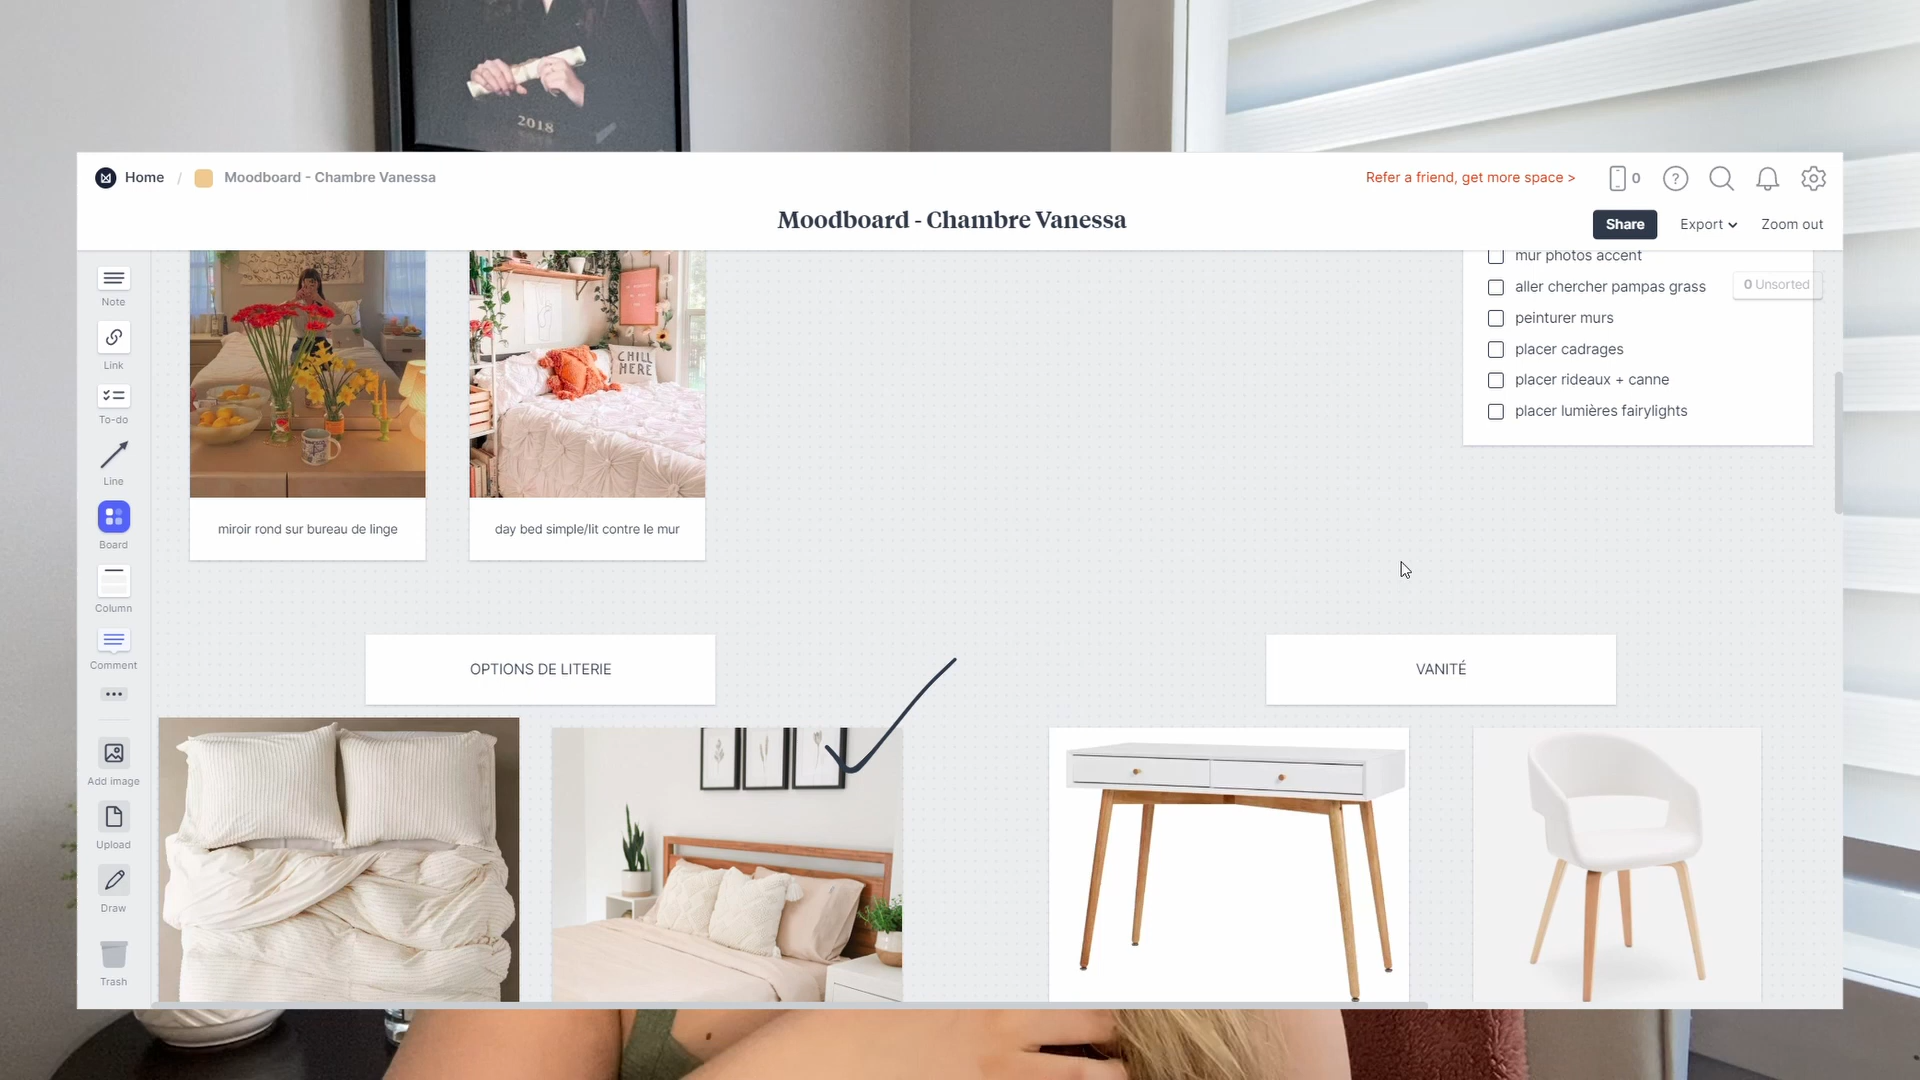 2018
Home / Moodboard - Chambre Vanessa
Refer a friend, get more space >
0
Moodboard - Chambre Vanessa
Share
Export
Zoom out
Note
Link
To-do
Line
Board
Column
Comment
Add image
Upload
Draw
Trash
CHILL
HERE
miroir rond sur bureau de linge
day bed simple/lit contre le mur
mur photos accent
aller chercher pampas grass
0 Unsorted
peinturer murs
placer cadrages
placer rideaux + canne
placer lumières fairylights
OPTIONS DE LITERIE
VANITÉ